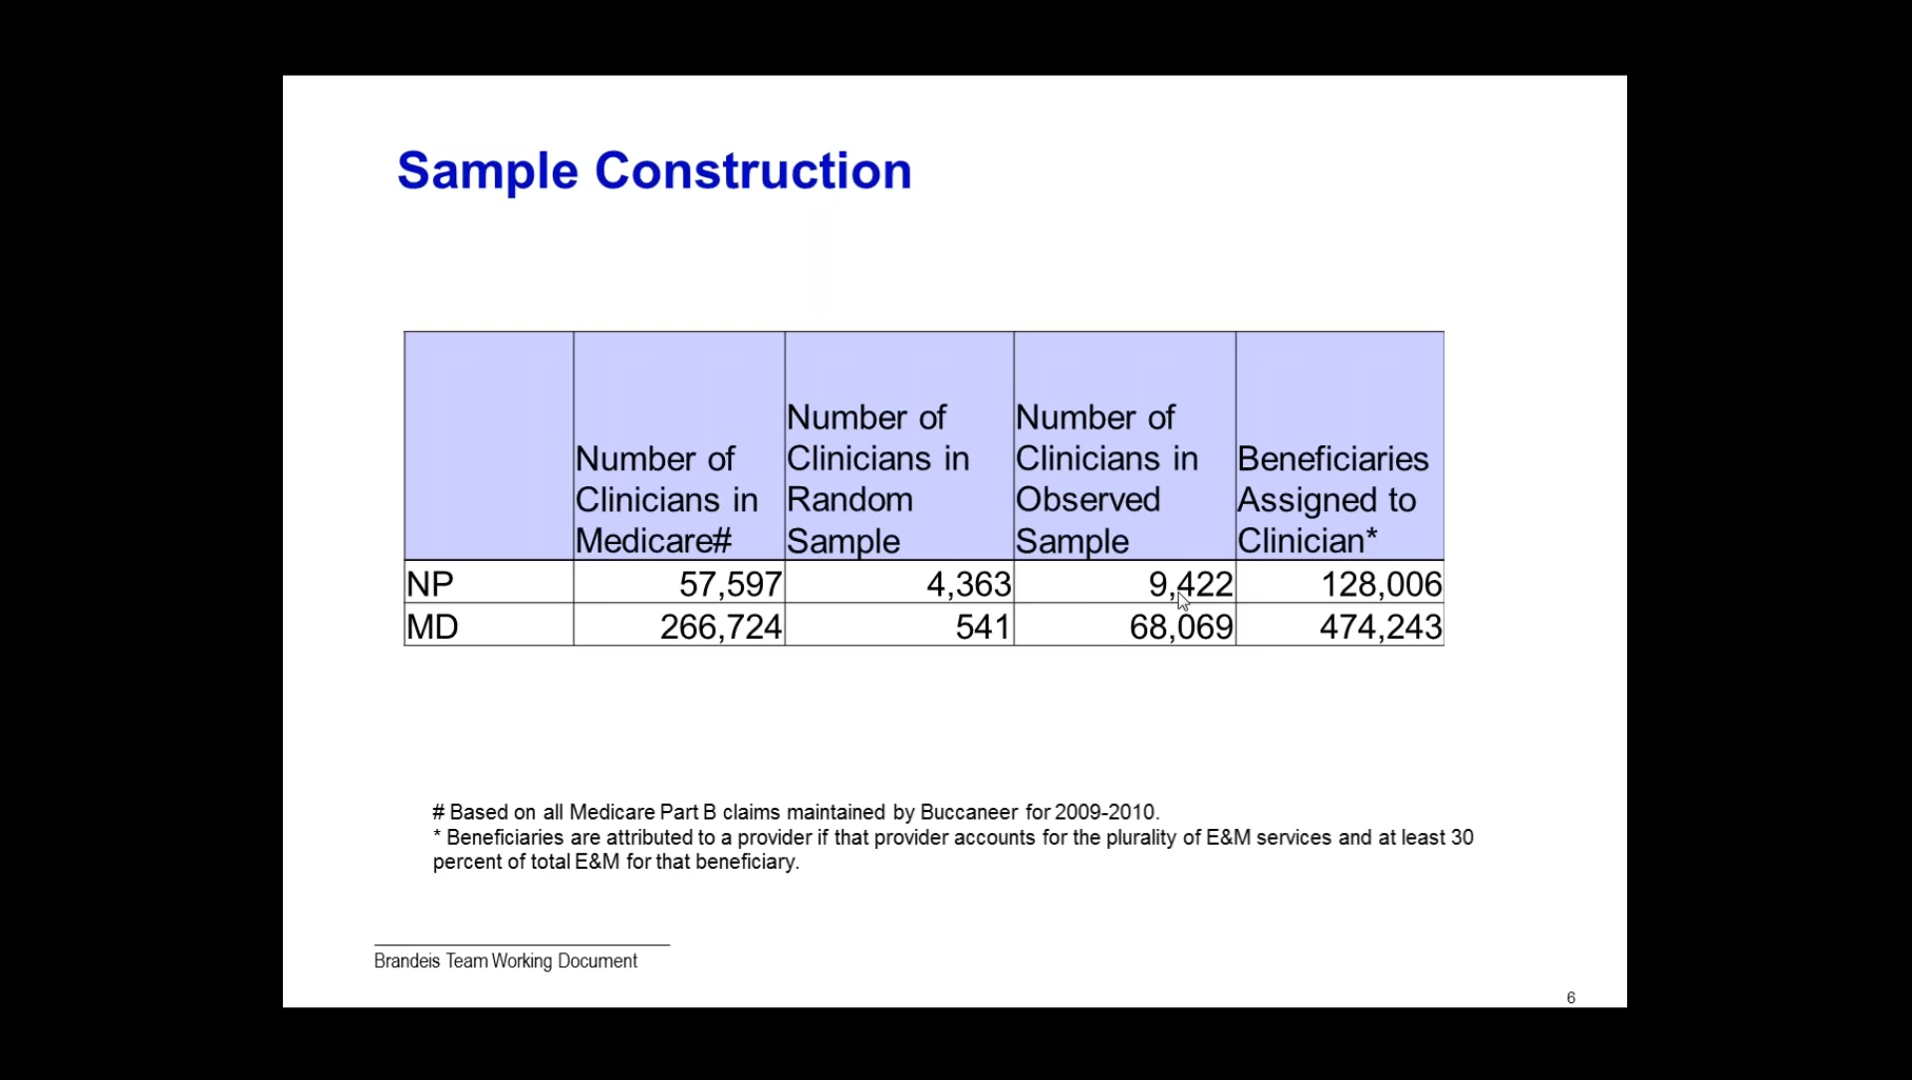 Sample Construction
Number of Clinicians in Medicare#
Number of Clinicians in Random Sample
Number of Clinicians in Observed Sample
Beneficiaries Assigned to Clinician*
NP 57,597 4,363 9,422 128,006
MD 266,724 541 68,069 474,243
# Based on all Medicare Part B claims maintained by Buccaneer for 2009-2010.
* Beneficiaries are attributed to a provider if that provider accounts for the plurality of E&M services and at least 30
percent of total E&M for that beneficiary.
Brandeis Team Working Document
6